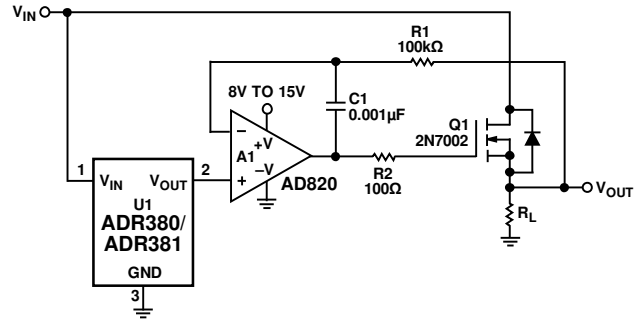 VIN
R1
100kΩ
8V TO 15V
C1
0.001µF
Q1
2N7002
–
+V
A1
–V
+
AD820
R2
100Ω
1
2
VIN
VOUT
U1
ADR380/
ADR381
GND
3
RL
VOUT